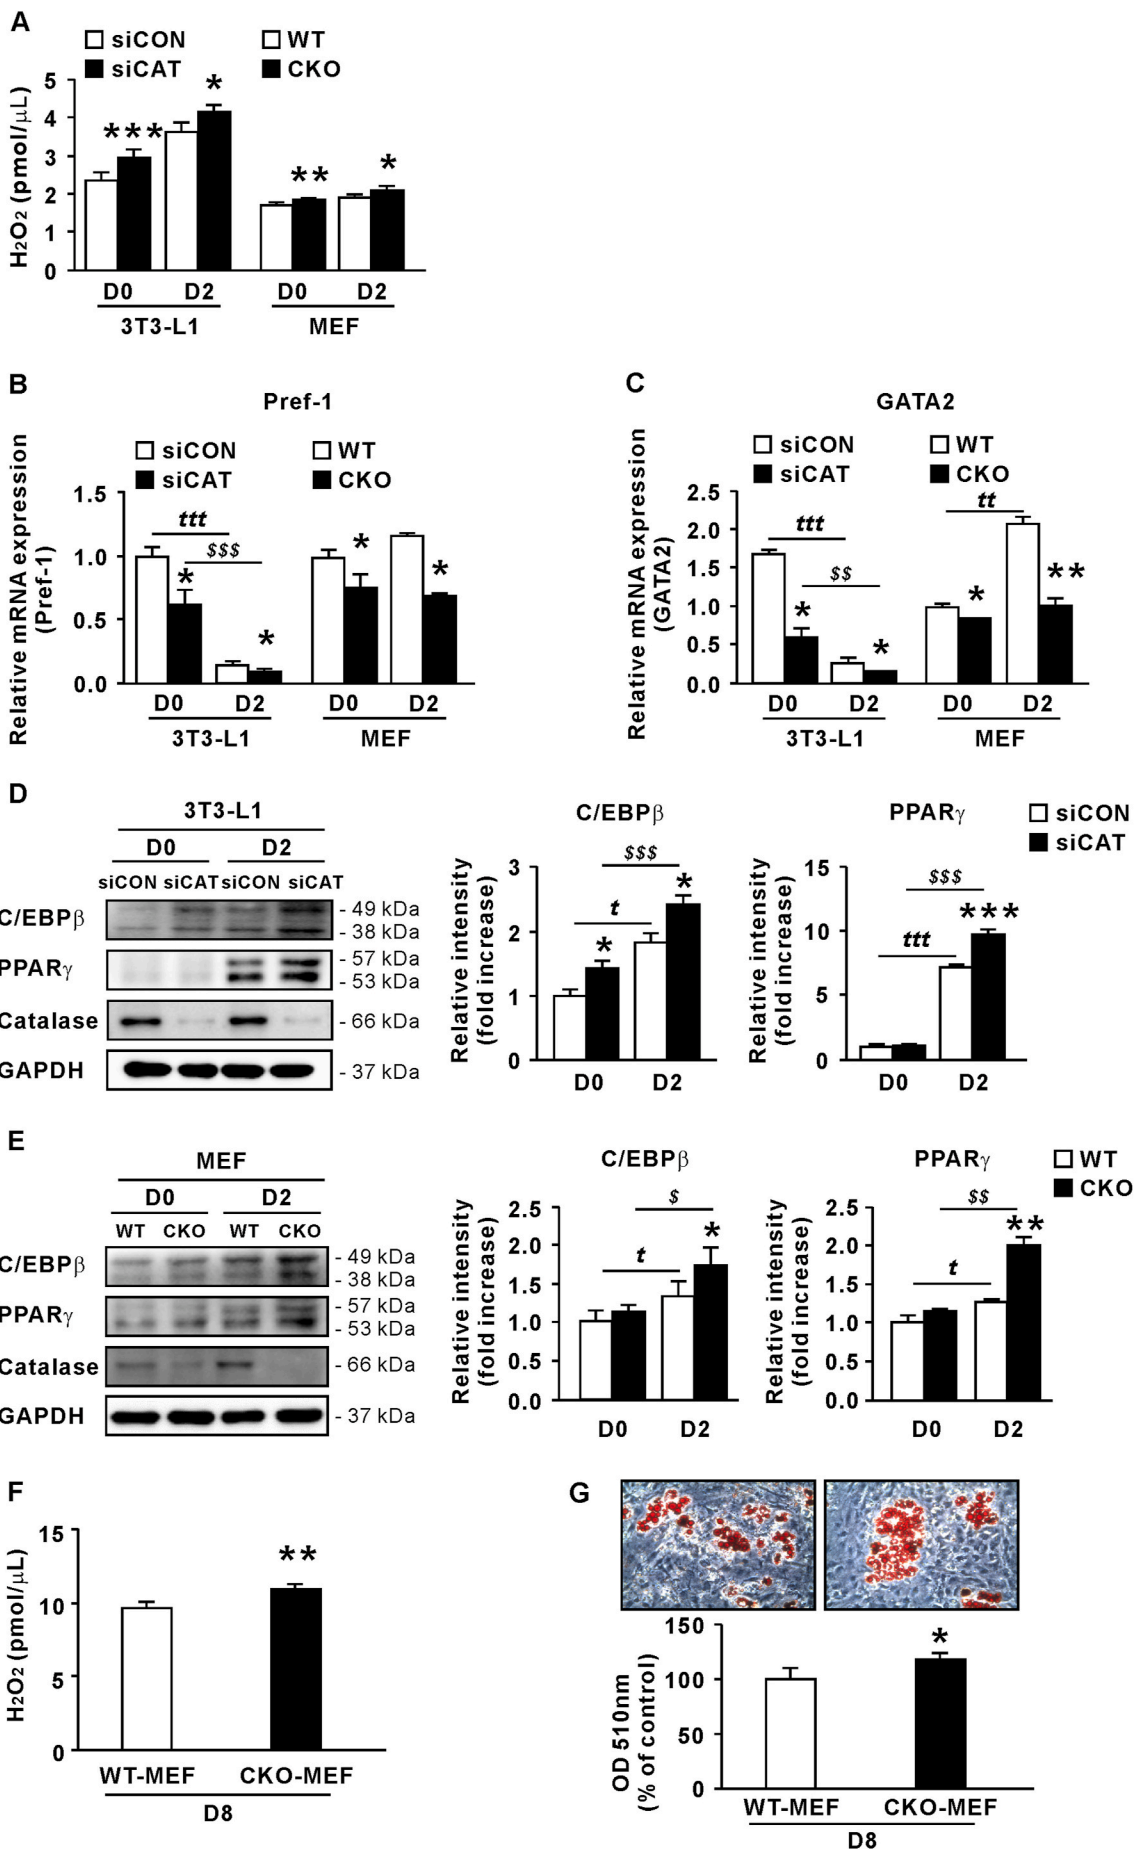 A
siCON WT
siCAT CKO
H₂O₂ (pmol/μL)
5
4
3
2
1
0
***
*
**
*
D0 D2 D0 D2
3T3-L1 MEF
B
Pref-1
siCON WT
siCAT CKO
Relative mRNA expression
(Pref-1)
1.5
1.0
0.5
0.0
ttt
$$$
*
*
*
*
D0 D2 D0 D2
3T3-L1 MEF
C
GATA2
siCON WT
siCAT CKO
Relative mRNA expression
(GATA2)
2.5
2.0
1.5
1.0
0.5
0.0
ttt
$$
tt
*
*
*
**
D0 D2 D0 D2
3T3-L1 MEF
D
3T3-L1
D0 D2
siCON siCAT siCON siCAT
C/EBPβ
- 49 kDa
- 38 kDa
PPARγ
- 57 kDa
- 53 kDa
Catalase
- 66 kDa
GAPDH
- 37 kDa
C/EBPβ
Relative intensity
(fold increase)
3
2
1
0
$$$
t
*
*
D0 D2
PPARγ
siCON
siCAT
Relative intensity
(fold increase)
15
10
5
0
$$$
***
ttt
D0 D2
E
MEF
D0 D2
WT CKO WT CKO
C/EBPβ
- 49 kDa
- 38 kDa
PPARγ
- 57 kDa
- 53 kDa
Catalase
- 66 kDa
GAPDH
- 37 kDa
C/EBPβ
Relative intensity
(fold increase)
2.5
2.0
1.5
1.0
0.5
0.0
$
t
*
D0 D2
PPARγ
WT
CKO
Relative intensity
(fold increase)
2.5
2.0
1.5
1.0
0.5
0.0
$$
**
t
D0 D2
F
H₂O₂ (pmol/μL)
15
10
5
0
**
WT-MEF CKO-MEF
D8
G
OD 510nm
(% of control)
150
100
50
0
*
WT-MEF CKO-MEF
D8